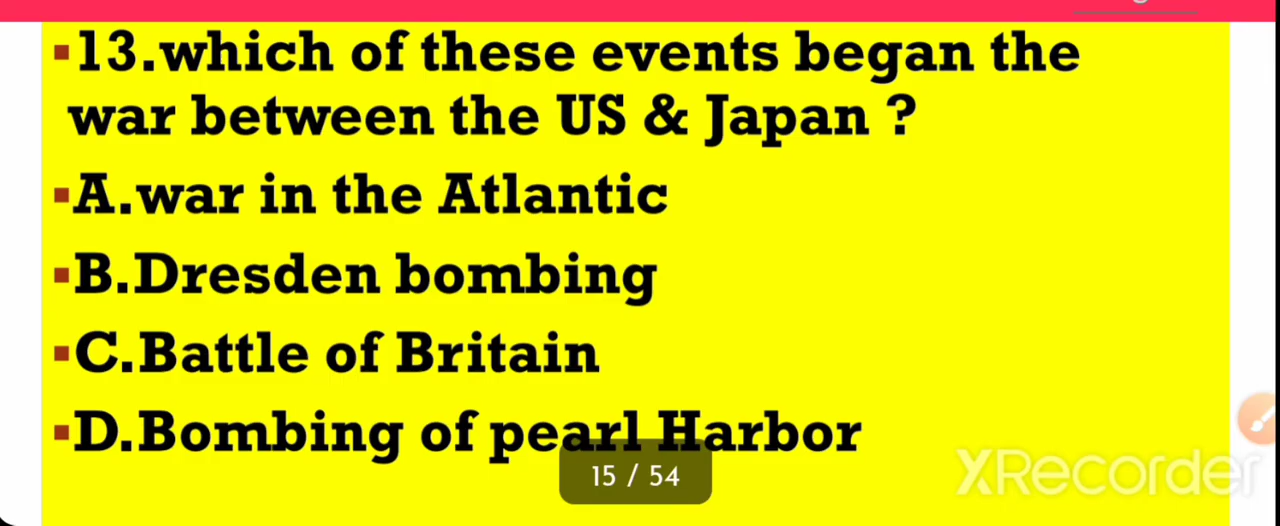 ▪13.which of these events began the
war between the US & Japan ?
▪A.war in the Atlantic
▪B.Dresden bombing
▪C.Battle of Britain
▪D.Bombing of pearl Harbor
15 / 54
XRecorder